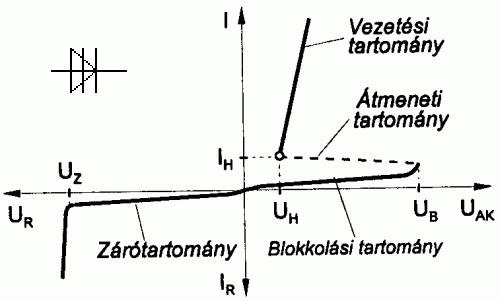 I
Vezetési
tartomány
Átmeneti
tartomány
I_H
U_Z
U_R
U_H
U_B
U_AK
Zárótartomány
Blokkolási tartomány
I_R